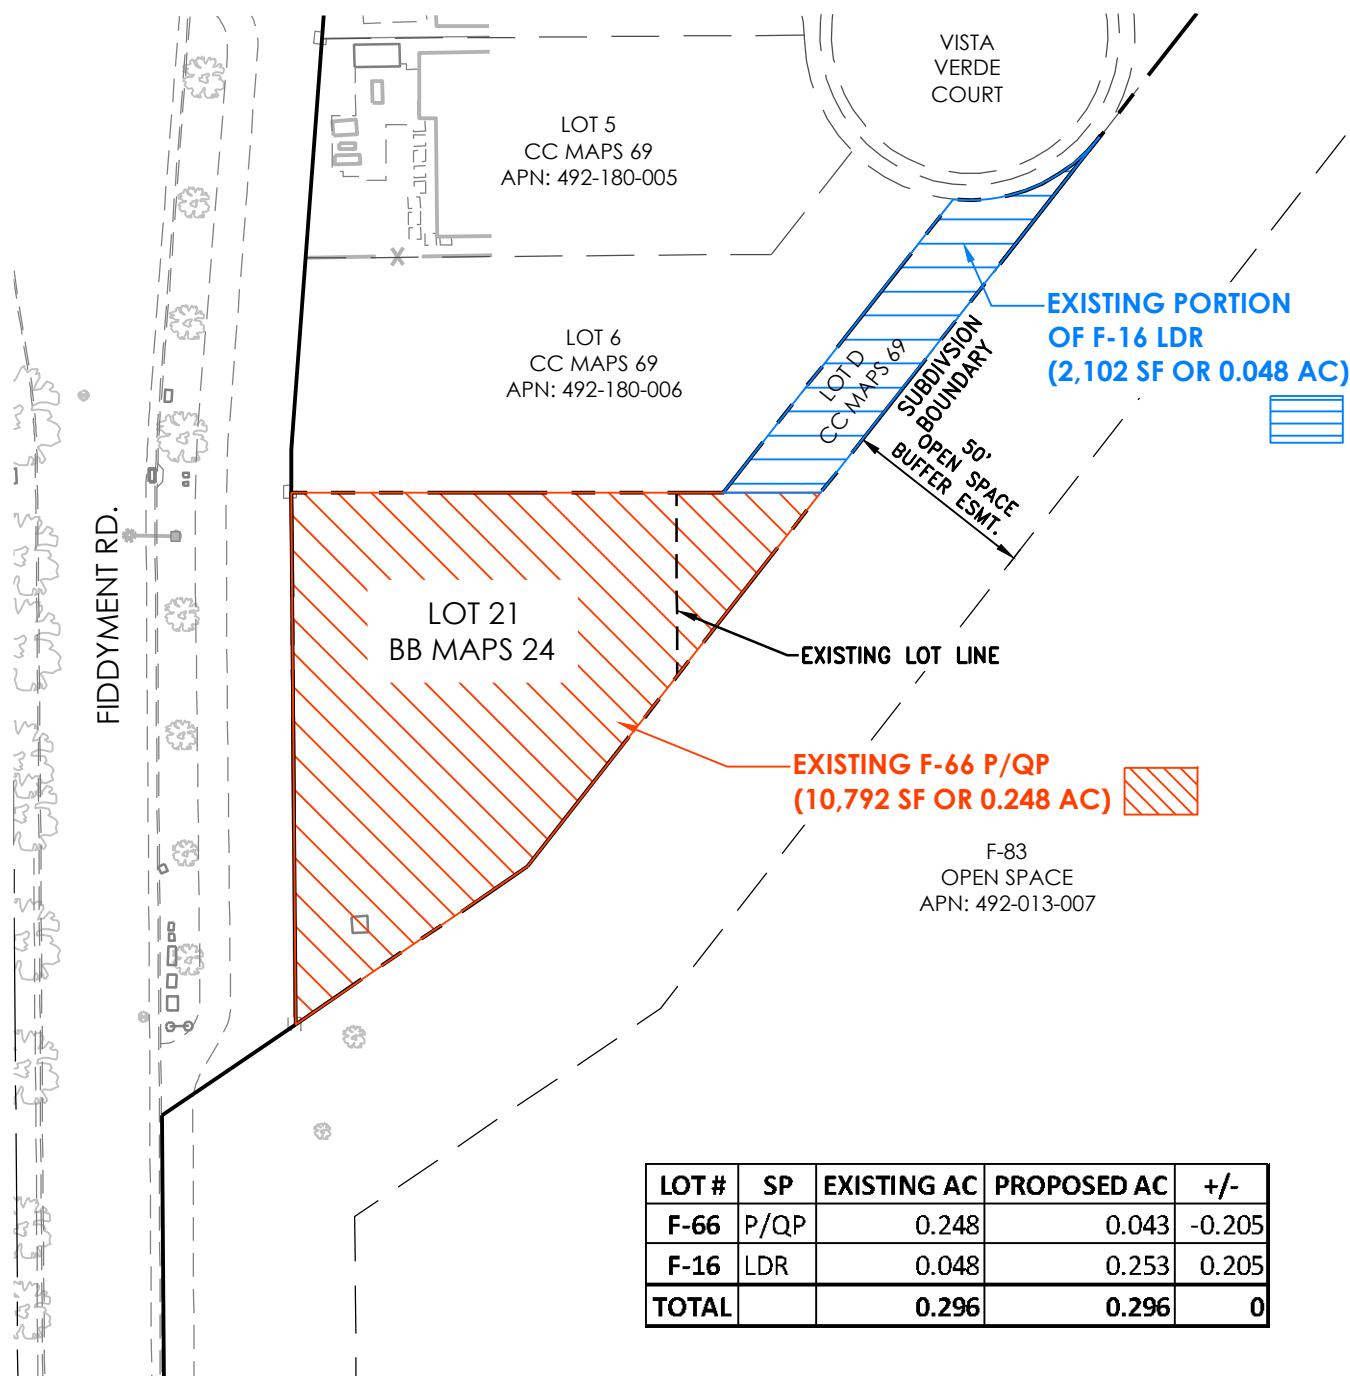 VISTA
VERDE
COURT
LOT 5
CC MAPS 69
APN: 492-180-005
EXISTING PORTION
OF F-16 LDR
(2,102 SF OR 0.048 AC)
LOT 6
CC MAPS 69
APN: 492-180-006
LOT D
CC MAPS 69
SUBDIVSION
BOUNDARY
50'
OPEN SPACE
BUFFER ESMT.
FIDDYMENT RD.
LOT 21
BB MAPS 24
EXISTING LOT LINE
EXISTING F-66 P/QP
(10,792 SF OR 0.248 AC)
F-83
OPEN SPACE
APN: 492-013-007
LOT # SP EXISTING AC PROPOSED AC +/-
F-66 P/QP 0.248 0.043 -0.205
F-16 LDR 0.048 0.253 0.205
TOTAL 0.296 0.296 0